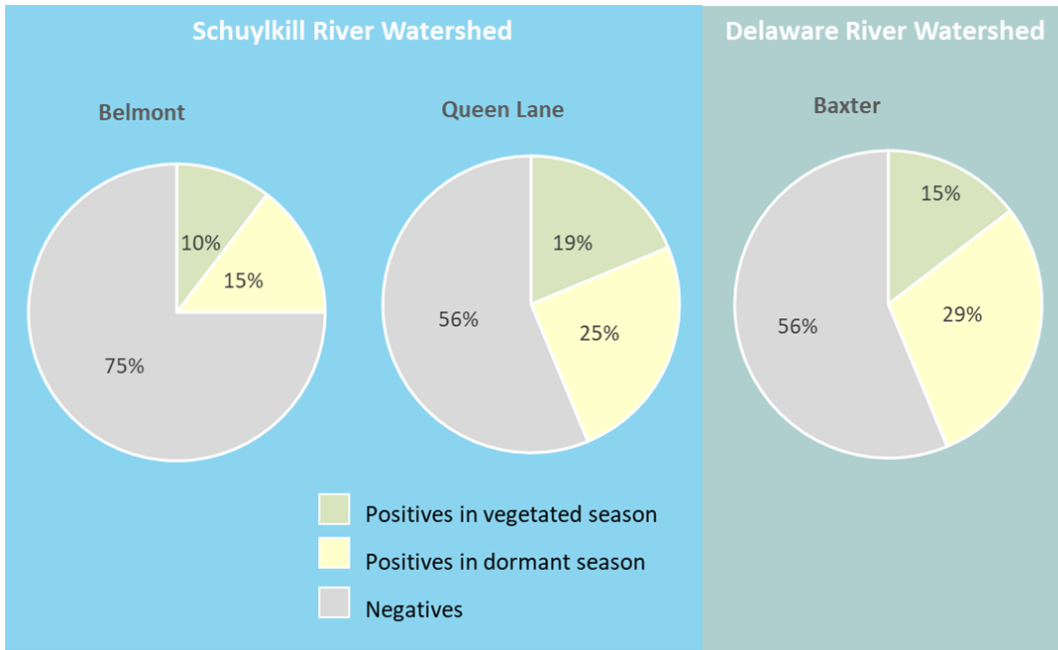 Schuylkill River Watershed
Delaware River Watershed
Belmont
Queen Lane
Baxter
10%
15%
75%
19%
25%
56%
15%
29%
56%
Positives in vegetated season
Positives in dormant season
Negatives